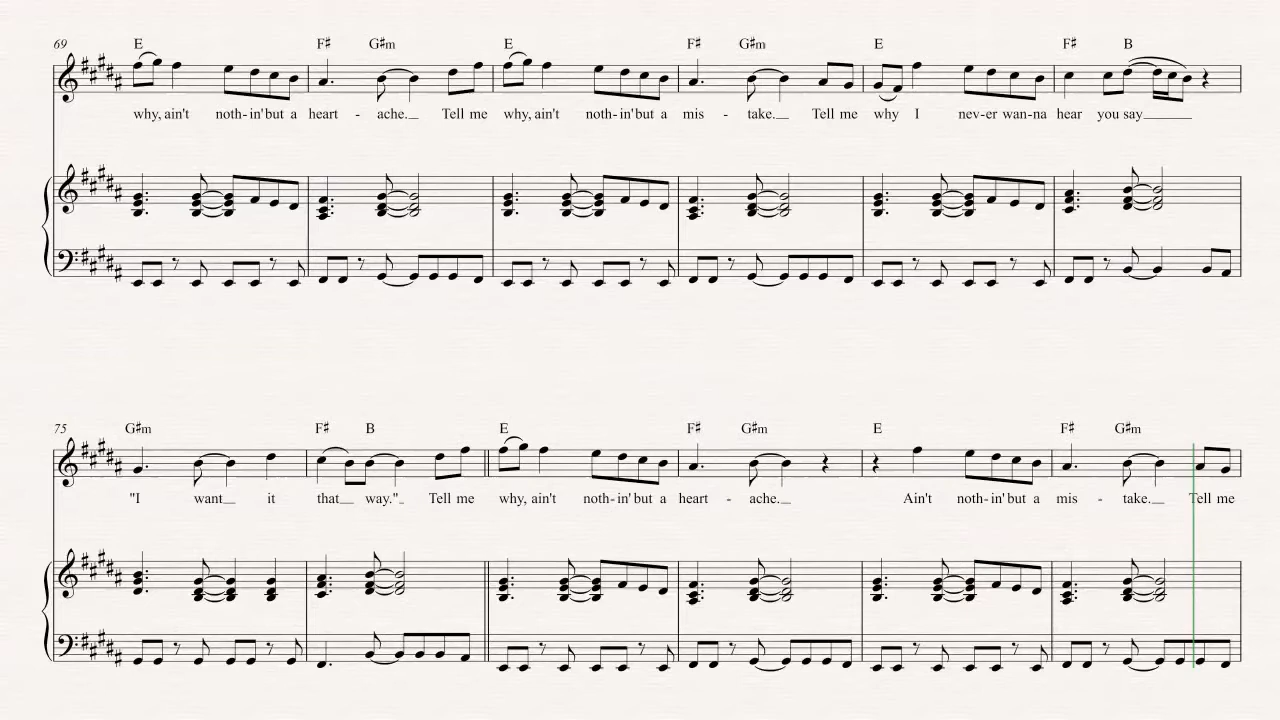 69 E F♯ G♯m E F♯ G♯m E F♯ B
why, ain't noth-in' but a heart - ache. Tell me why, ain't noth-in' but a mis - take. Tell me why I nev-er wan-na hear you say
75 G♯m F♯ B E F♯ G♯m E F♯ G♯m
"I want it that way." Tell me why, ain't noth-in' but a heart - ache. Ain't noth-in' but a mis - take. Tell me